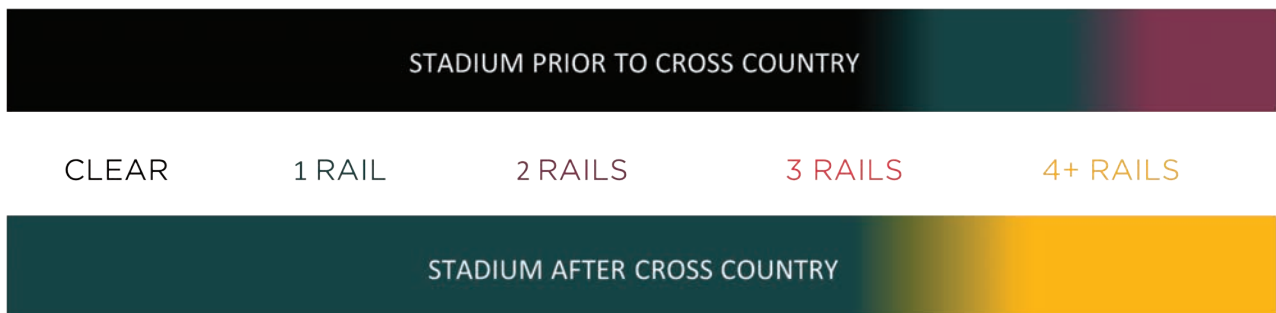 STADIUM PRIOR TO CROSS COUNTRY
CLEAR 1 RAIL 2 RAILS 3 RAILS 4+ RAILS
STADIUM AFTER CROSS COUNTRY